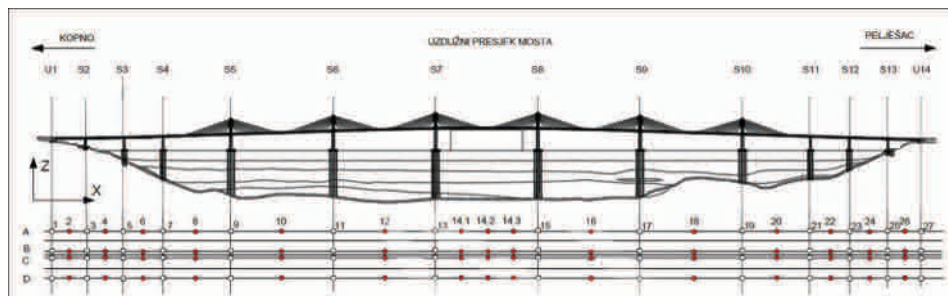 KOPNO
UZDUŽNI PRESJEK MOSTA
PELJEŠAC
U1 S2 S3 S4 S5 S6 S7 S8 S9 S10 S11 S12 S13 U14
Z
X
2 4 6 8 10 12 14.1 14.2 14.3 16 18 20 22 24 26
A 1 3 5 7 9 11 13 15 17 19 21 23 25 27
B
C
D